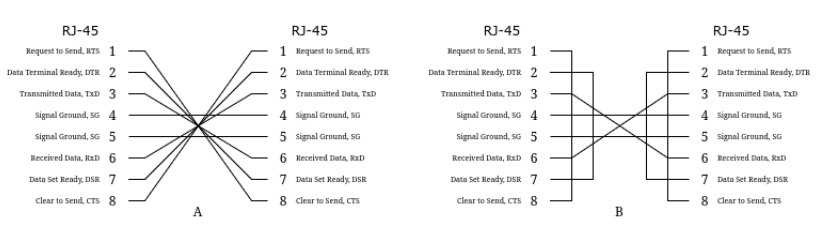 RJ-45 RJ-45 RJ-45 RJ-45
Request to Send, RTS 1 1 Request to Send, RTS Request to Send, RTS 1 1 Request to Send, RTS
Data Terminal Ready, DTR 2 2 Data Terminal Ready, DTR Data Terminal Ready, DTR 2 2 Data Terminal Ready, DTR
Transmitted Data, TxD 3 3 Transmitted Data, TxD Transmitted Data, TxD 3 3 Transmitted Data, TxD
Signal Ground, SG 4 4 Signal Ground, SG Signal Ground, SG 4 4 Signal Ground, SG
Signal Ground, SG 5 5 Signal Ground, SG Signal Ground, SG 5 5 Signal Ground, SG
Received Data, RxD 6 6 Received Data, RxD Received Data, RxD 6 6 Received Data, RxD
Data Set Ready, DSR 7 7 Data Set Ready, DSR Data Set Ready, DSR 7 7 Data Set Ready, DSR
Clear to Send, CTS 8 8 Clear to Send, CTS Clear to Send, CTS 8 8 Clear to Send, CTS
A B